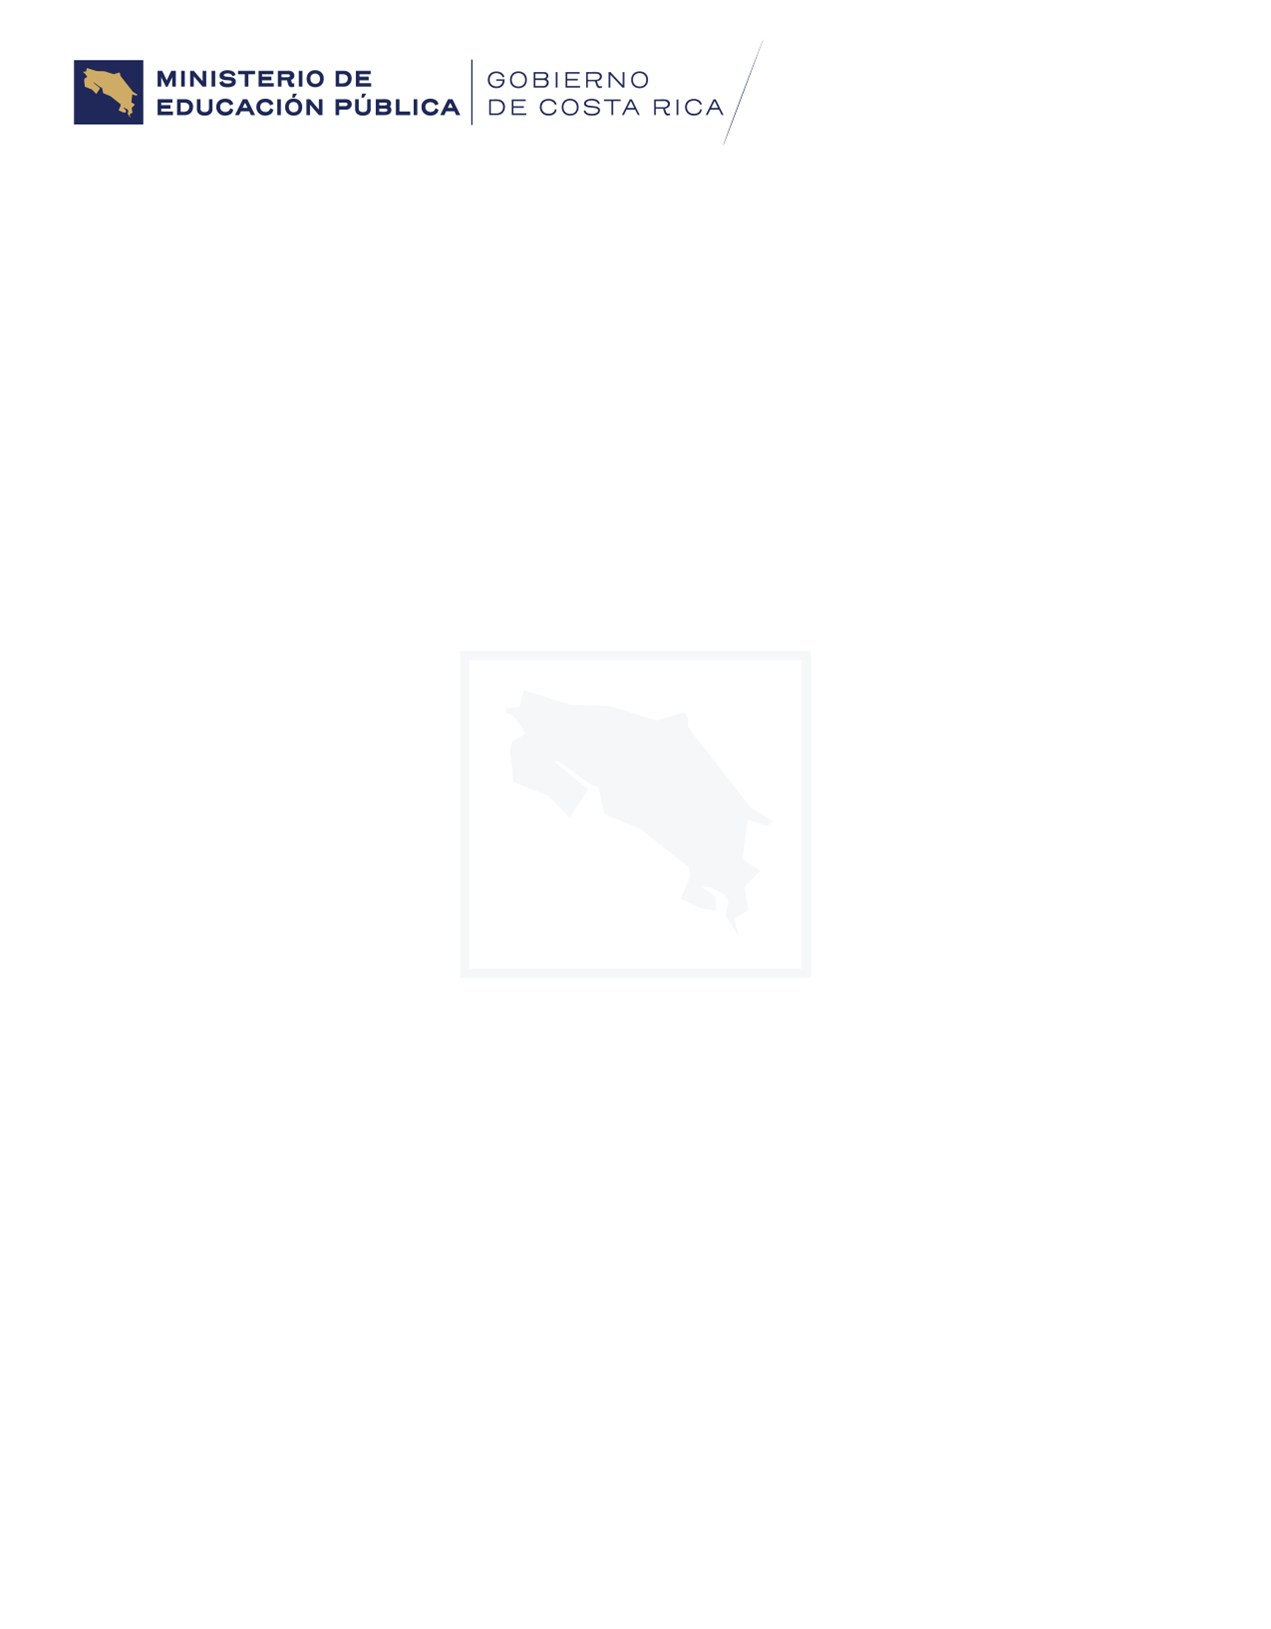 MINISTERIO DE
EDUCACIÓN PÚBLICA
GOBIERNO
DE COSTA RICA